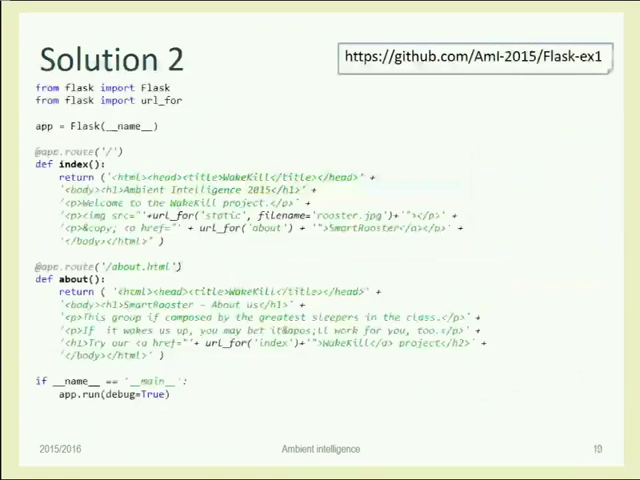 Solution 2
https://github.com/AmI-2015/Flask-ex1
from flask import Flask
from flask import url_for
app = Flask(__name__)
@app.route('/')
def index():
return ('<html><head><title>WakeKill</title></head>' +
'<body><h1>Ambient Intelligence 2015</h1>' +
'<p>Welcome to the WakeKill project.</p>' +
'<p><img src="'+url_for('static', filename='rooster.jpg')+'"></p>' +
'<p>&copy; <a href="' + url_for('about') + '">SmartRooster</a></p>' +
'</body></html>' )
@app.route('/about.html')
def about():
return ( '<html><head><title>WakeKill</title></head>' +
'<body><h1>SmartRooster - About us</h1>' +
'<p>This group if composed by the greatest sleepers in the class.</p>' +
'<p>If it wakes us up, you may bet it&apos;ll work for you, too.</p>' +
'<h1>Try our <a href="'+ url_for('index')+'">WakeKill</a> project</h2>' +
'</body></html>' )
if __name__ == '__main__':
app.run(debug=True)
2015/2016
Ambient intelligence
19